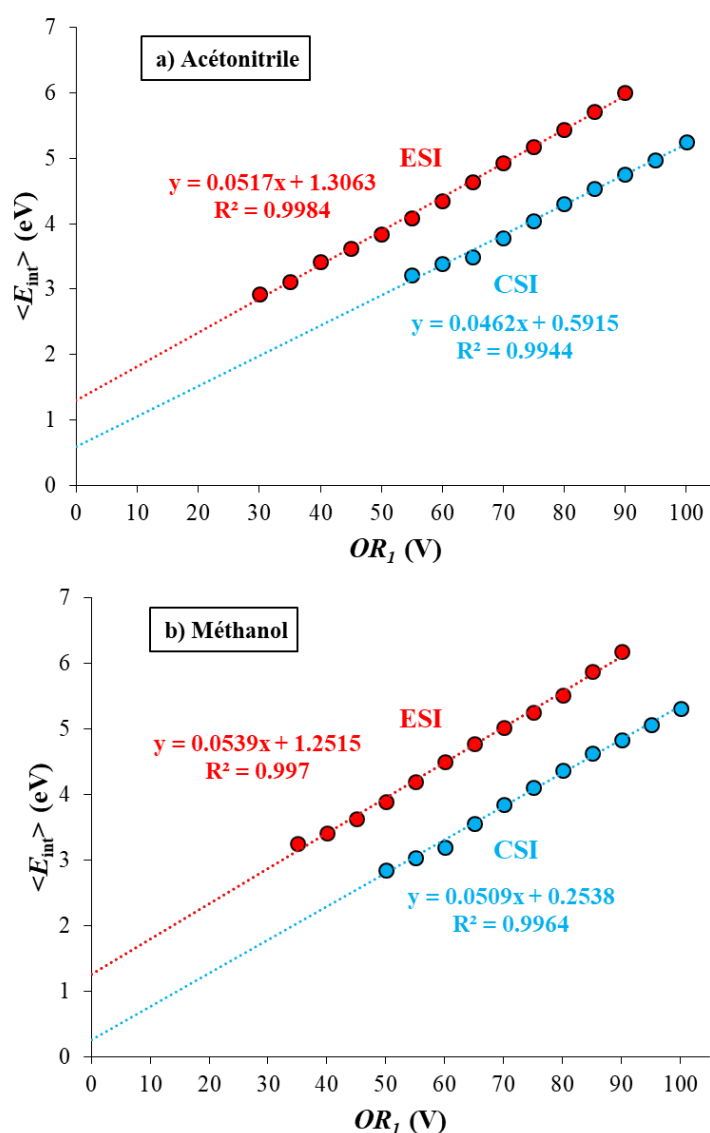 a) Acétonitrile
7
6
5
4
3
2
1
0
<E_int> (eV)
ESI
y = 0.0517x + 1.3063
R² = 0.9984
CSI
y = 0.0462x + 0.5915
R² = 0.9944
0 10 20 30 40 50 60 70 80 90 100
OR₁ (V)
b) Méthanol
7
6
5
4
3
2
1
0
<E_int> (eV)
ESI
y = 0.0539x + 1.2515
R² = 0.997
CSI
y = 0.0509x + 0.2538
R² = 0.9964
0 10 20 30 40 50 60 70 80 90 100
OR₁ (V)